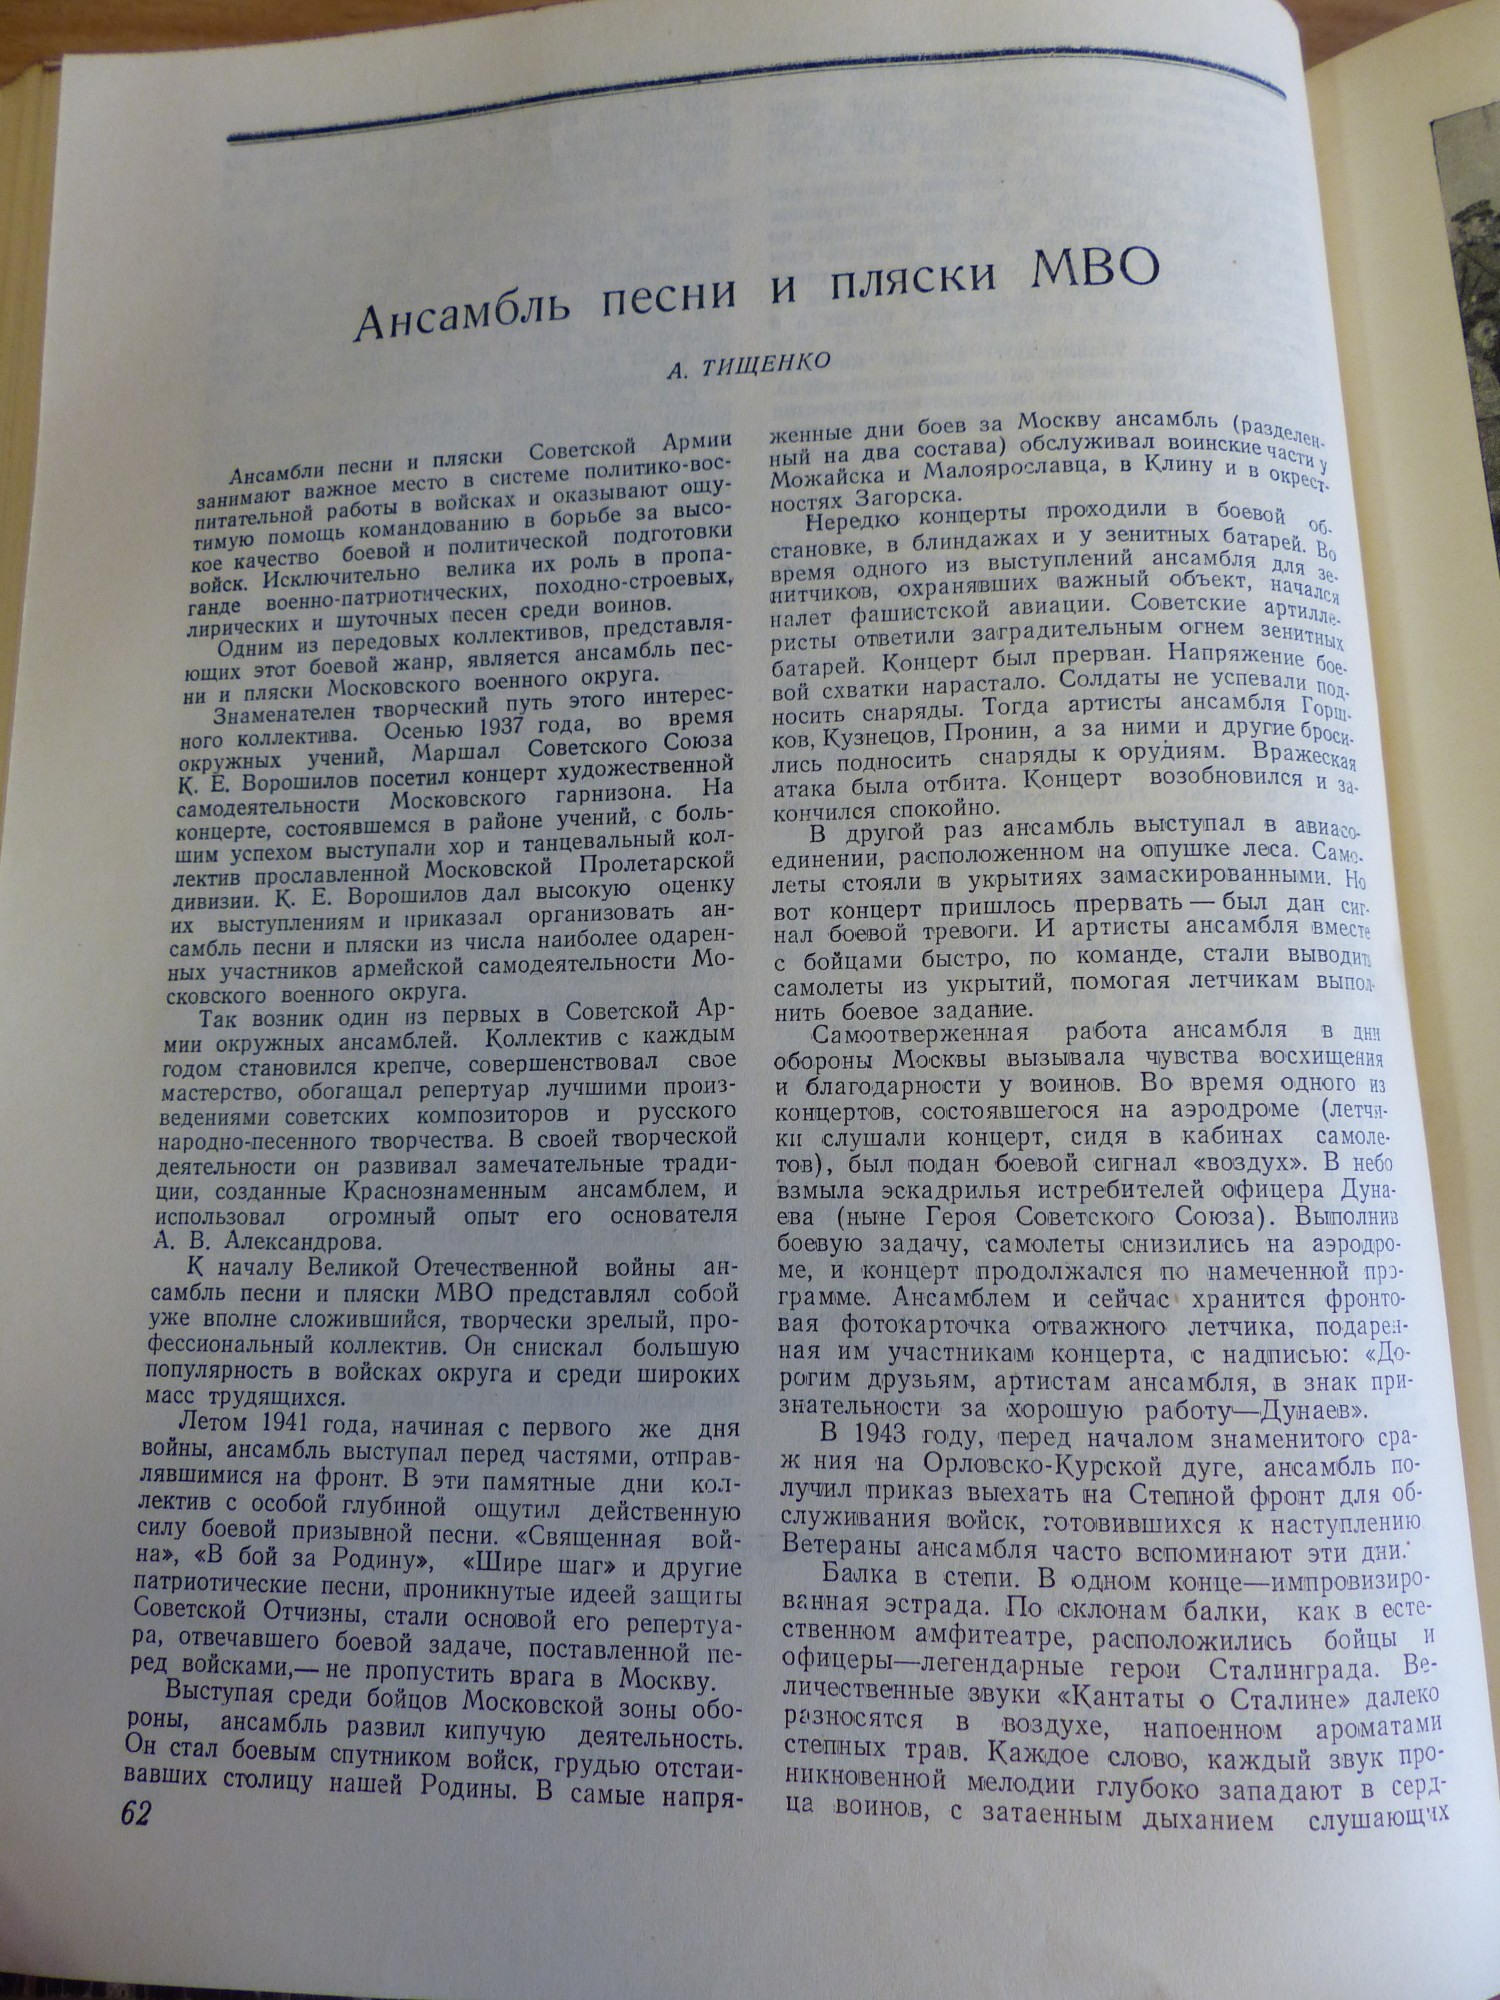 Ансамбль песни и пляски МВО
А. ТИЩЕНКО
Ансамбли песни и пляски Советской Армии
занимают важное место в системе политико-вос-
питательной работы в войсках и оказывают ощу-
тимую помощь командованию в борьбе за высо-
кое качество боевой и политической подготовки
войск. Исключительно велика их роль в пропа-
ганде военно-патриотических, походно-строевых,
лирических и шуточных песен среди воинов.
Одним из передовых коллективов, представля-
ющих этот боевой жанр, является ансамбль пес-
ни и пляски Московского военного округа.
Знаменателен творческий путь этого интерес-
ного коллектива. Осенью 1937 года, во время
окружных учений, Маршал Советского Союза
К. Е. Ворошилов посетил концерт художественной
самодеятельности Московского гарнизона. На
концерте, состоявшемся в районе учений, с боль-
шим успехом выступали хор и танцевальный кол-
лектив прославленной Московской Пролетарской
дивизии. К. Е. Ворошилов дал высокую оценку
их выступлениям и приказал организовать ан-
самбль песни и пляски из числа наиболее одарен-
ных участников армейской самодеятельности Мо-
сковского военного округа.
Так возник один из первых в Советской Ар-
мии окружных ансамблей. Коллектив с каждым
годом становился крепче, совершенствовал свое
мастерство, обогащал репертуар лучшими произ-
ведениями советских композиторов и русского
народно-песенного творчества. В своей творческой
деятельности он развивал замечательные тради-
ции, созданные Краснознаменным ансамблем, и
использовал огромный опыт его основателя
А. В. Александрова.
К началу Великой Отечественной войны ан-
самбль песни и пляски МВО представлял собой
уже вполне сложившийся, творчески зрелый, про-
фессиональный коллектив. Он снискал большую
популярность в войсках округа и среди широких
масс трудящихся.
Летом 1941 года, начиная с первого же дня
войны, ансамбль выступал перед частями, отправ-
лявшимися на фронт. В эти памятные дни кол-
лектив с особой глубиной ощутил действенную
силу боевой призывной песни. «Священная вой-
на», «В бой за Родину», «Шире шаг» и другие
патриотические песни, проникнутые идеей защиты
Советской Отчизны, стали основой его репертуа-
ра, отвечавшего боевой задаче, поставленной пе-
ред войсками,— не пропустить врага в Москву.
Выступая среди бойцов Московской зоны обо-
роны, ансамбль развил кипучую деятельность.
Он стал боевым спутником войск, грудью отстаи-
вавших столицу нашей Родины. В самые напря-
62
женные дни боев за Москву ансамбль (разделен-
ный на два состава) обслуживал воинские части у
Можайска и Малоярославца, в Клину и в окрест-
ностях Загорска.
Нередко концерты проходили в боевой об-
становке, в блиндажах и у зенитных батарей. Во
время одного из выступлений ансамбля для зе-
нитчиков, охранявших важный объект, начался
налет фашистской авиации. Советские артилле-
ристы ответили заградительным огнем зенитных
батарей. Концерт был прерван. Напряжение бое-
вой схватки нарастало. Солдаты не успевали под-
носить снаряды. Тогда артисты ансамбля Горш-
ков, Кузнецов, Пронин, а за ними и другие броси-
лись подносить снаряды к орудиям. Вражеская
атака была отбита. Концерт возобновился и за-
кончился спокойно.
В другой раз ансамбль выступал в авиасо-
единении, расположенном на опушке леса. Само-
леты стояли в укрытиях замаскированными. Но
вот концерт пришлось прервать — был дан сиг-
нал боевой тревоги. И артисты ансамбля вместе
с бойцами быстро, по команде, стали выводить
самолеты из укрытий, помогая летчикам выпол-
нить боевое задание.
Самоотверженная работа ансамбля в дни
обороны Москвы вызывала чувства восхищения
и благодарности у воинов. Во время одного из
концертов, состоявшегося на аэродроме (летчи-
ки слушали концерт, сидя в кабинах самоле-
тов), был подан боевой сигнал «воздух». В небо
взмыла эскадрилья истребителей офицера Дуна-
ева (ныне Героя Советского Союза). Выполнив
боевую задачу, самолеты снизились на аэродро-
ме, и концерт продолжался по намеченной про-
грамме. Ансамблем и сейчас хранится фронто-
вая фотокарточка отважного летчика, подарен-
ная им участникам концерта, с надписью: «До-
рогим друзьям, артистам ансамбля, в знак при-
знательности за хорошую работу—Дунаев».
В 1943 году, перед началом знаменитого сра-
ж ния на Орловско-Курской дуге, ансамбль по-
лучил приказ выехать на Степной фронт для об-
служивания войск, готовившихся к наступлению
Ветераны ансамбля часто вспоминают эти дни.
Балка в степи. В одном конце—импровизиро-
ванная эстрада. По склонам балки, как в есте-
ственном амфитеатре, расположились бойцы и
офицеры—легендарные герои Сталинграда. Ве-
личественные звуки «Кантаты о Сталине» далеко
разносятся в воздухе, напоенном ароматами
степных трав. Каждое слово, каждый звук про-
никновенной мелодии глубоко западают в серд-
ца воинов, с затаенным дыханием слушающих